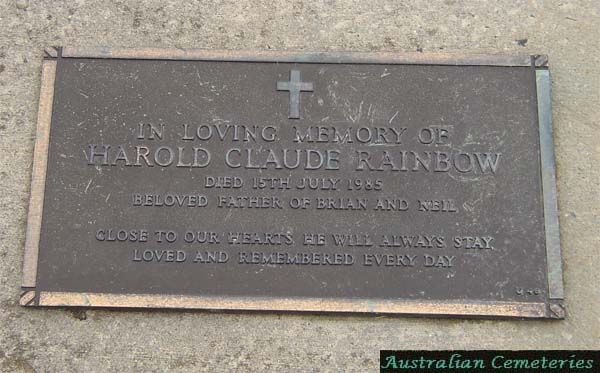 IN LOVING MEMORY OF
HAROLD CLAUDE RAINBOW
DIED 15TH JULY 1985
BELOVED FATHER OF BRIAN AND NEIL
CLOSE TO OUR HEARTS HE WILL ALWAYS STAY,
LOVED AND REMEMBERED EVERY DAY
Australian Cemeteries